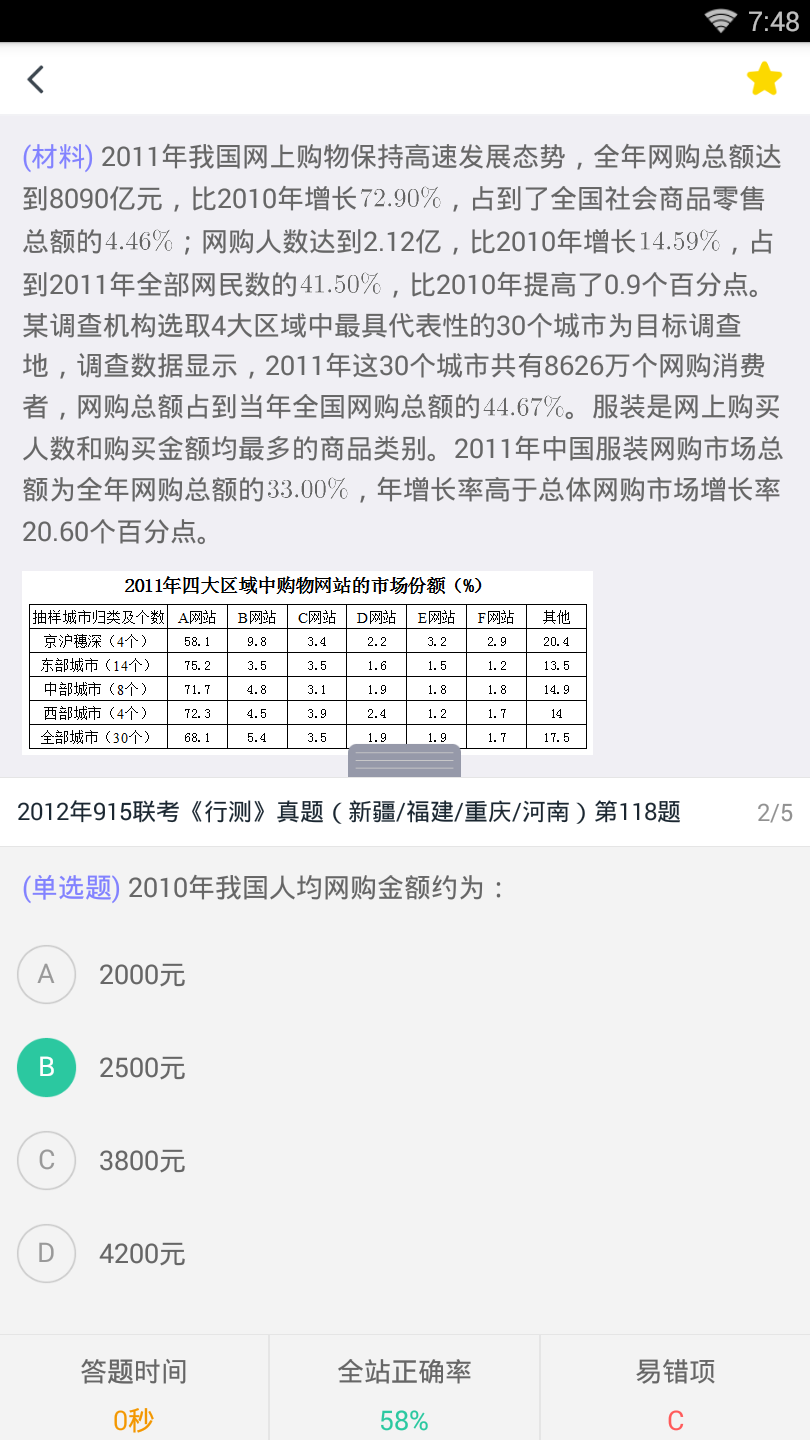 7:48
(材料) 2011年我国网上购物保持高速发展态势，全年网购总额达
到8090亿元，比2010年增长72.90%，占到了全国社会商品零售
总额的4.46%；网购人数达到2.12亿，比2010年增长14.59%，占
到2011年全部网民数的41.50%，比2010年提高了0.9个百分点。
某调查机构选取4大区域中最具代表性的30个城市为目标调查
地，调查数据显示，2011年这30个城市共有8626万个网购消费
者，网购总额占到当年全国网购总额的44.67%。服装是网上购买
人数和购买金额均最多的商品类别。2011年中国服装网购市场总
额为全年网购总额的33.00%，年增长率高于总体网购市场增长率
20.60个百分点。
2011年四大区域中购物网站的市场份额（%）
抽样城市归类及个数 A网站 B网站 C网站 D网站 E网站 F网站 其他
京沪穗深（4个） 58.1 9.8 3.4 2.2 3.2 2.9 20.4
东部城市（14个） 75.2 3.5 3.5 1.6 1.5 1.2 13.5
中部城市（8个） 71.7 4.8 3.1 1.9 1.8 1.8 14.9
西部城市（4个） 72.3 4.5 3.9 2.4 1.2 1.7 14
全部城市（30个） 68.1 5.4 3.5 1.9 1.9 1.7 17.5
2012年915联考《行测》真题（新疆/福建/重庆/河南）第118题 2/5
(单选题) 2010年我国人均网购金额约为：
A 2000元
B 2500元
C 3800元
D 4200元
答题时间 全站正确率 易错项
0秒 58% C